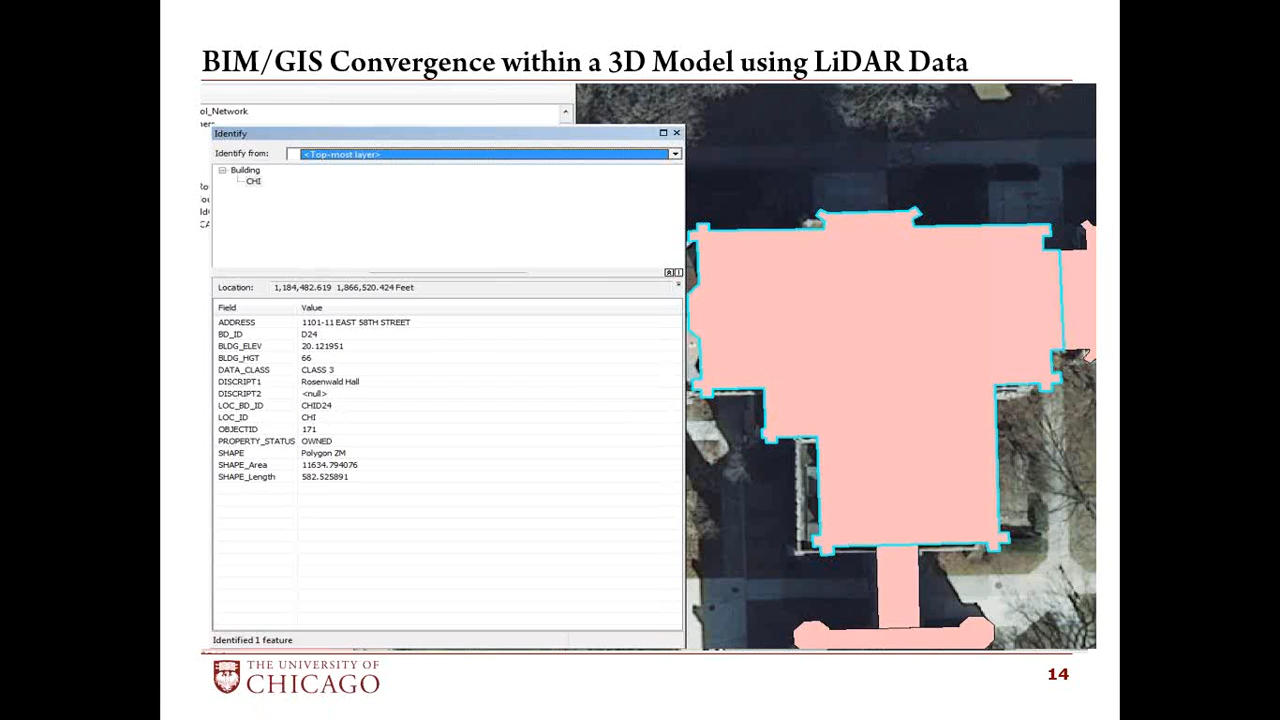 BIM/GIS Convergence within a 3D Model using LiDAR Data
ol_Network
Identify
Identify from: <Top-most layer>
Building
CHI
Location: 1,184,482.619 1,866,520.424 Feet
Field Value
ADDRESS 1101-11 EAST 58TH STREET
BD_ID D24
BLDG_ELEV 20.121951
BLDG_HGT 66
DATA_CLASS CLASS 3
DISCRIPT1 Rosenwald Hall
DISCRIPT2 <null>
LOC_BD_ID CHID24
LOC_ID CHI
OBJECTID 171
PROPERTY_STATUS OWNED
SHAPE Polygon ZM
SHAPE_Area 11634.794076
SHAPE_Length 582.525891
Identified 1 feature
THE UNIVERSITY OF
CHICAGO
14